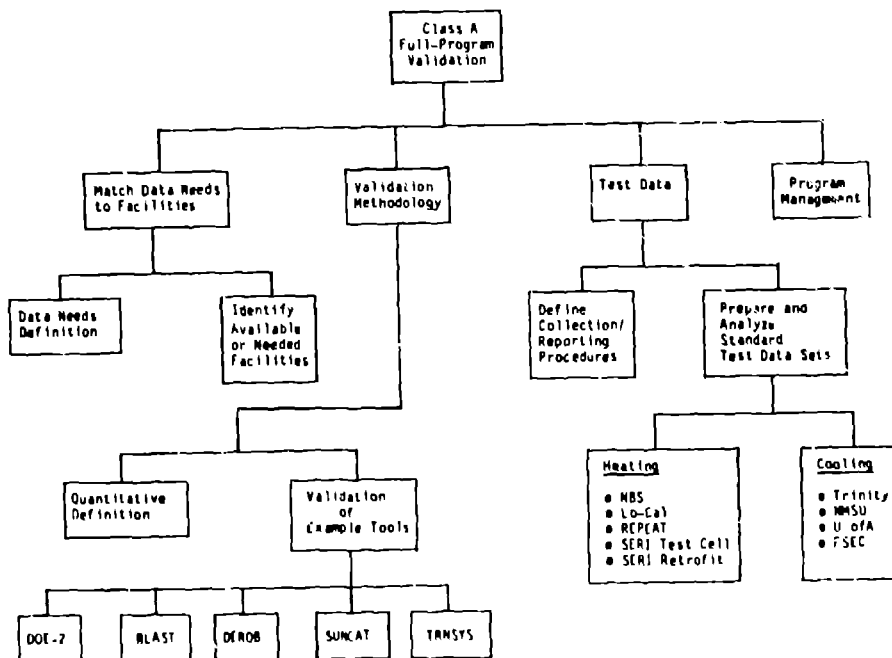 Class A
Full-Program
Validation
Match Data Needs
to Facilities
Validation
Methodology
Test Data
Program
Management
Data Needs
Definition
Identify
Available
or Needed
Facilities
Define
Collection/
Reporting
Procedures
Prepare and
Analyze
Standard
Test Data Sets
Quantitative
Definition
Validation
of
Example Tools
Heating
● NBS
● Lo-Cal
● REPEAT
● SERI Test Cell
● SERI Retrofit
Cooling
● Trinity
● NMSU
● U ofA
● FSEC
DOE-2
BLAST
DEROB
SUNCAT
TRNSYS